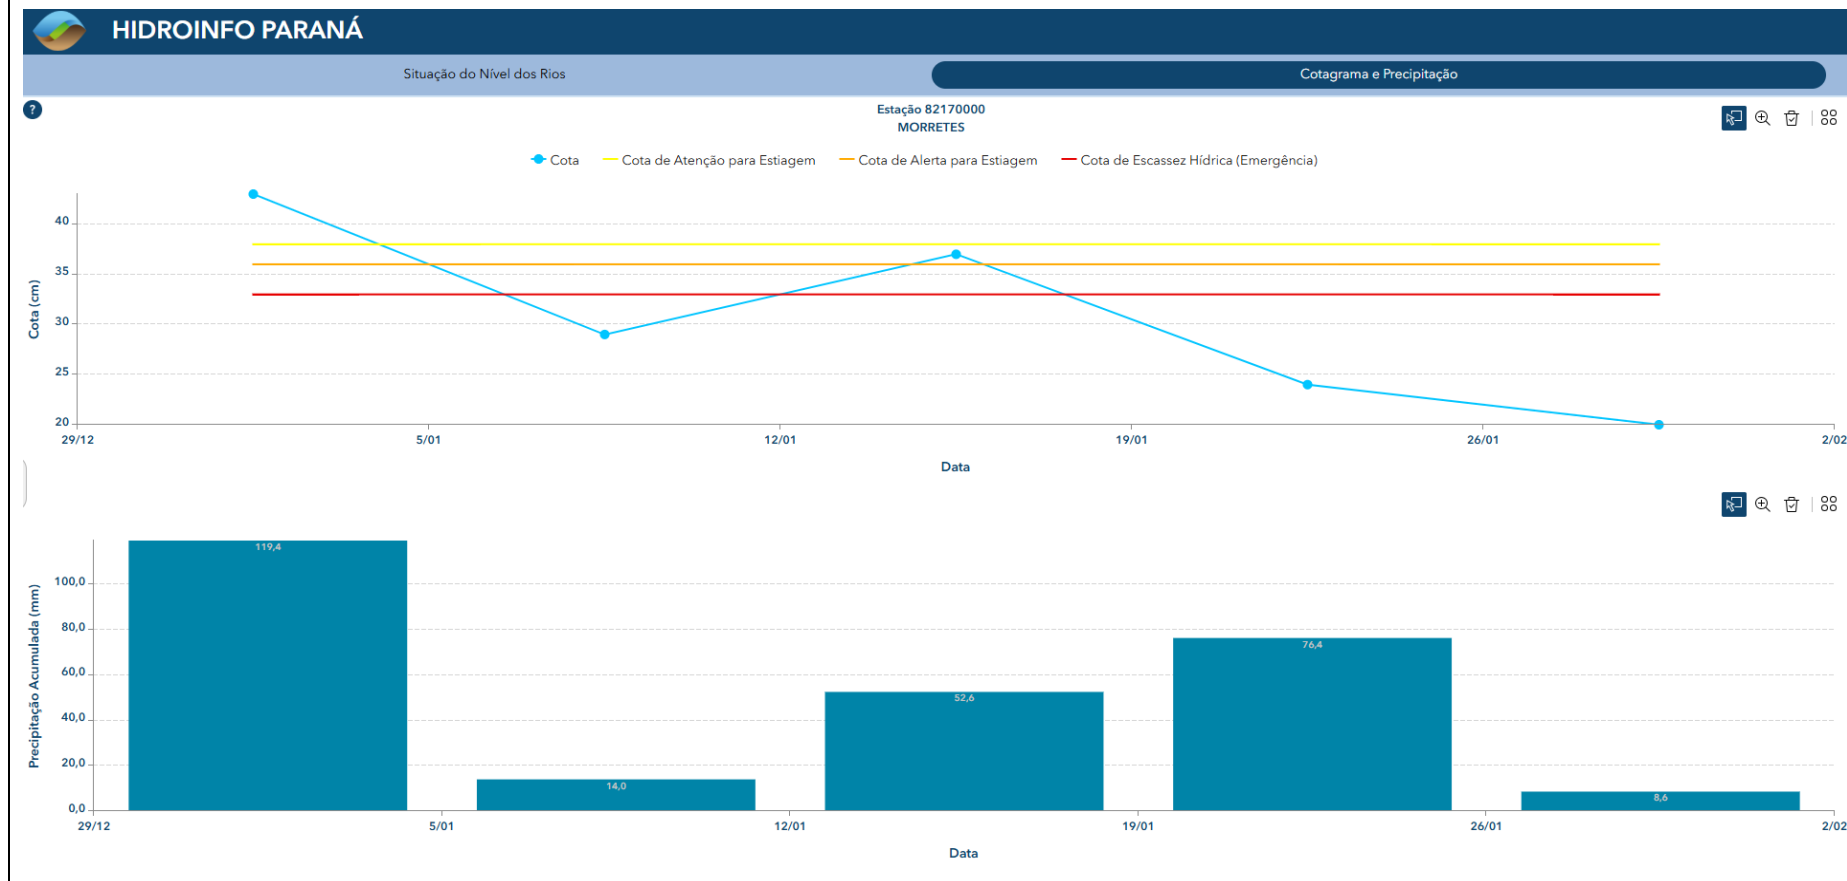 HIDROINFO PARANÁ
Situação do Nível dos Rios
Cotagrama e Precipitação
?
Estação 82170000
MORRETES
Cota
Cota de Atenção para Estiagem
Cota de Alerta para Estiagem
Cota de Escassez Hídrica (Emergência)
Cota (cm)
40
35
30
25
20
29/12
5/01
12/01
19/01
26/01
2/02
Data
Precipitação Acumulada (mm)
100,0
80,0
60,0
40,0
20,0
0,0
119,4
14,0
52,6
76,4
8,6
29/12
5/01
12/01
19/01
26/01
2/02
Data